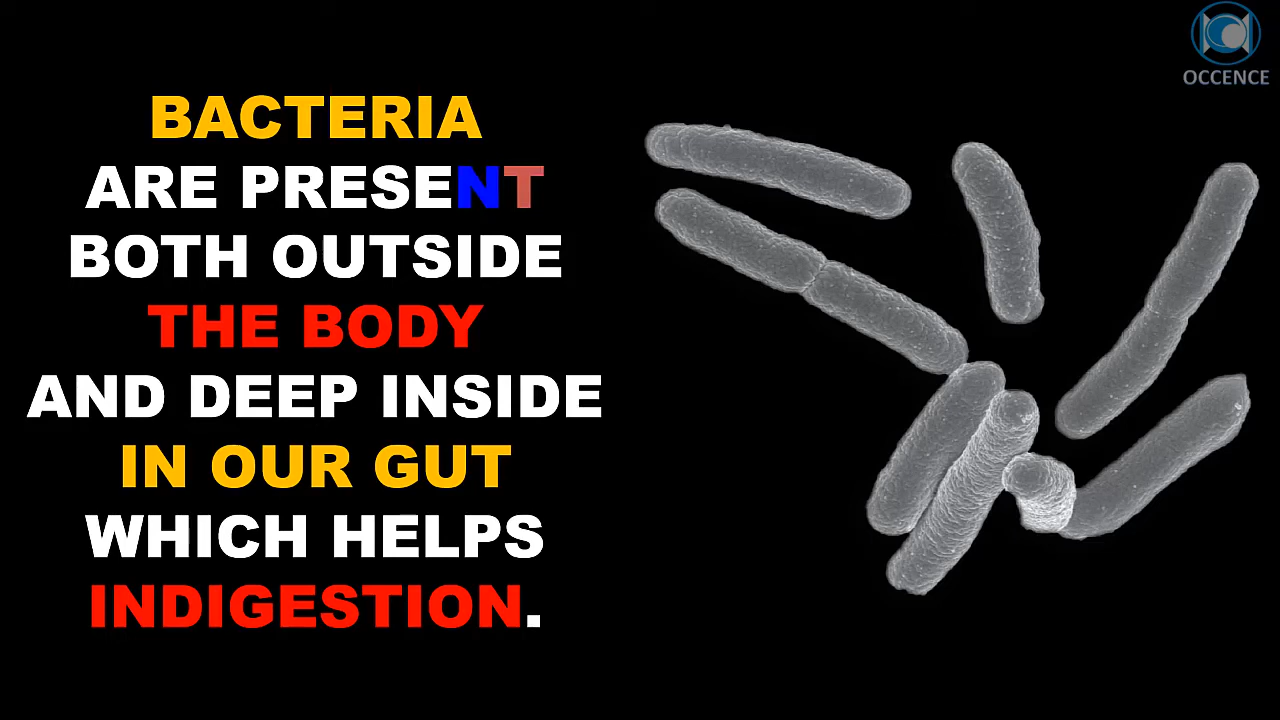 BACTERIA
ARE PRESENT
BOTH OUTSIDE
THE BODY
AND DEEP INSIDE
IN OUR GUT
WHICH HELPS
INDIGESTION.
OCCENCE